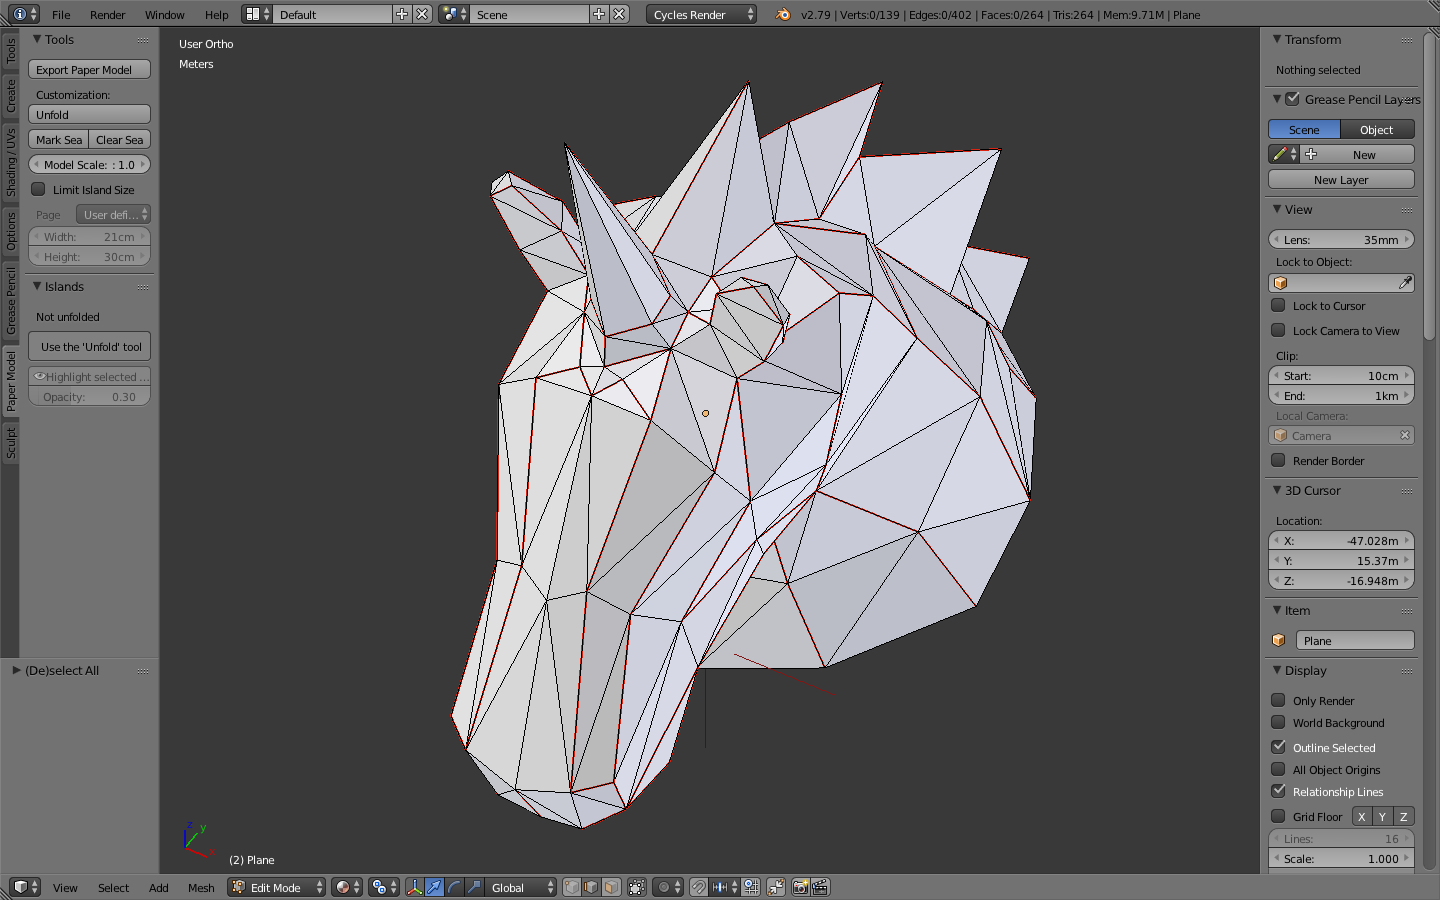 File Render Window Help Default Scene Cycles Render v2.79 | Verts:0/139 | Edges:0/402 | Faces:0/264 | Tris:264 | Mem:9.71M | Plane
Tools
Create
Shading / UVs
Options
Grease Pencil
Paper Model
Sculpt
Tools
Export Paper Model
Customization:
Unfold
Mark Sea Clear Sea
Model Scale: : 1.0
Limit Island Size
Page User defi...
Width: 21cm
Height: 30cm
Islands
Not unfolded
Use the 'Unfold' tool
Highlight selected ...
Opacity: 0.30
(De)select All
User Ortho
Meters
z
y
x
(2) Plane
Transform
Nothing selected
Grease Pencil Layers
Scene Object
New
New Layer
View
Lens: 35mm
Lock to Object:
Lock to Cursor
Lock Camera to View
Clip:
Start: 10cm
End: 1km
Local Camera:
Camera
Render Border
3D Cursor
Location:
X: -47.028m
Y: 15.37m
Z: -16.948m
Item
Plane
Display
Only Render
World Background
Outline Selected
All Object Origins
Relationship Lines
Grid Floor X Y Z
Lines: 16
Scale: 1.000
View Select Add Mesh Edit Mode Global